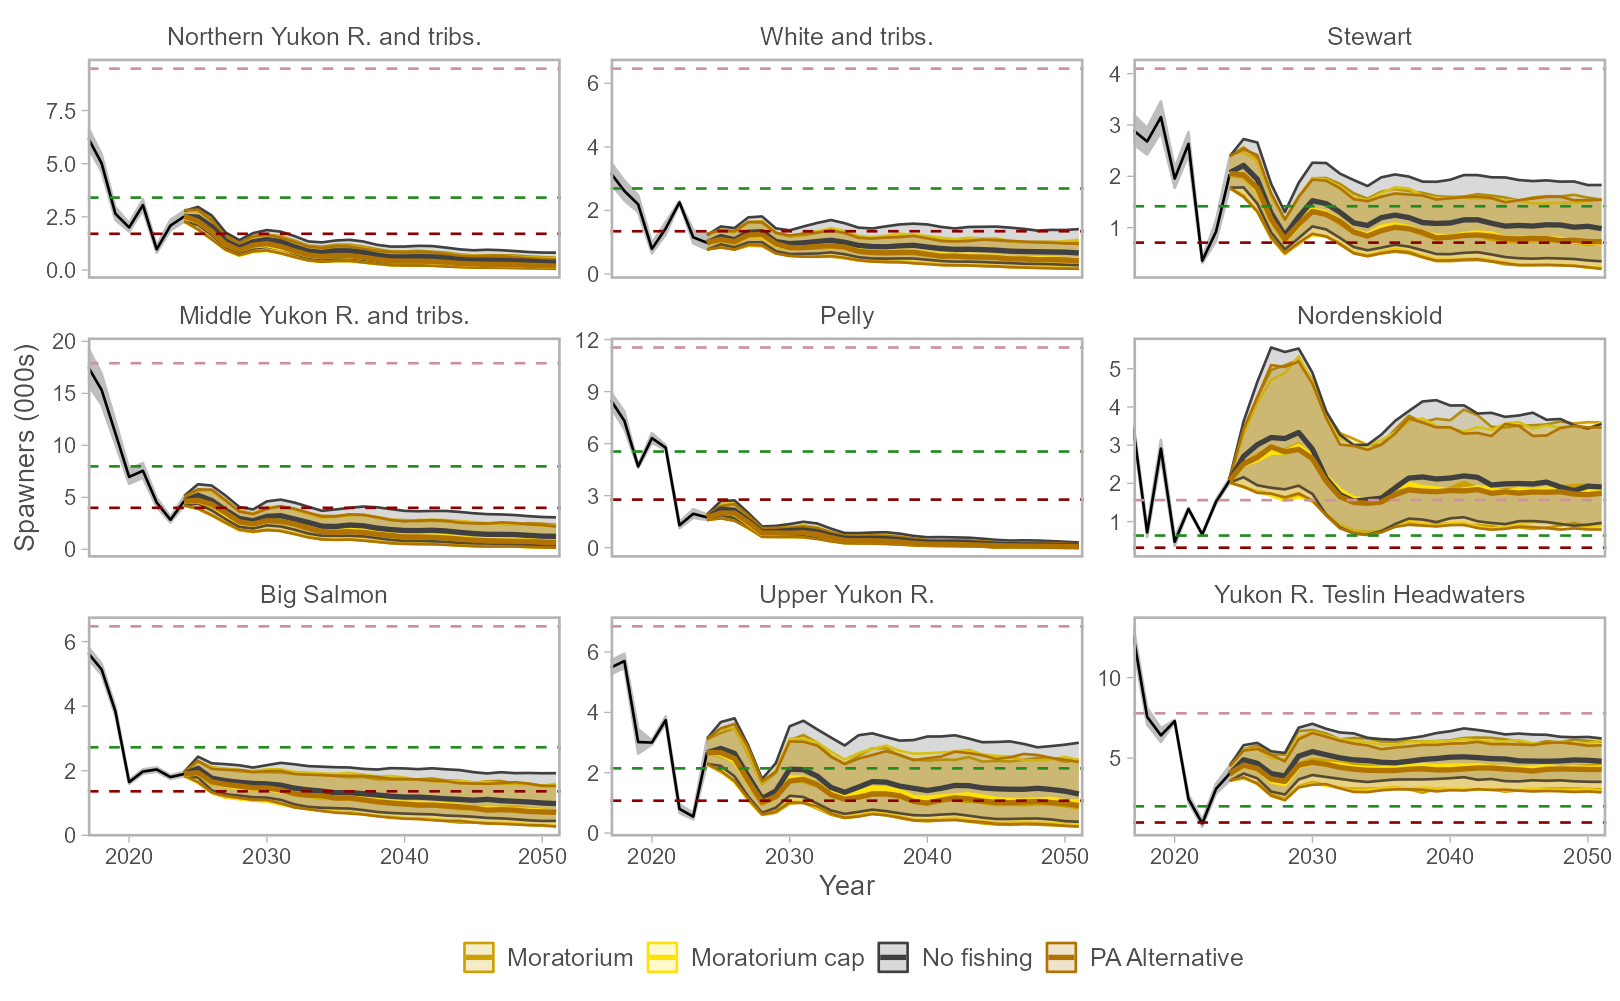 Northern Yukon R. and tribs.
White and tribs.
Stewart
7.5
5.0
2.5
0.0
6
4
2
0
4
3
2
1
Middle Yukon R. and tribs.
Pelly
Nordenskiold
20
15
10
5
0
12
9
6
3
0
5
4
3
2
1
Spawners (000s)
Big Salmon
Upper Yukon R.
Yukon R. Teslin Headwaters
6
4
2
0
6
4
2
0
10
5
2020 2030 2040 2050
2020 2030 2040 2050
2020 2030 2040 2050
Year
Moratorium Moratorium cap No fishing PA Alternative